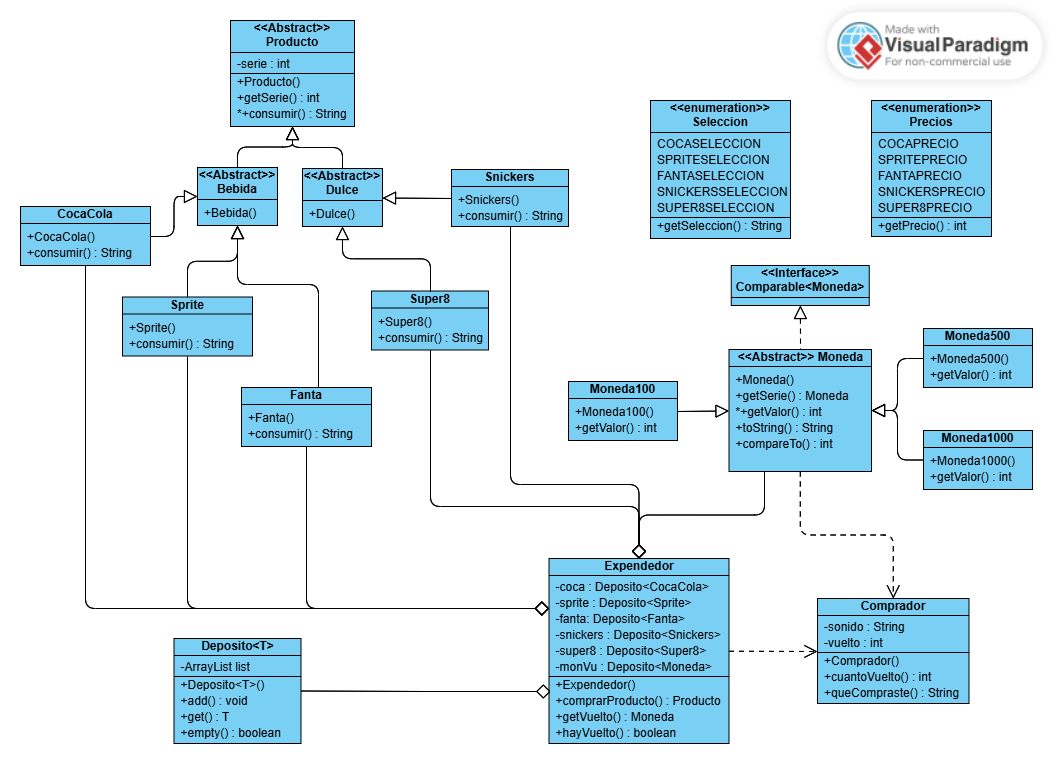 <<Abstract>>
Producto
-serie : int
+Producto()
+getSerie() : int
*+consumir() : String
Made with
VisualParadigm
For non-commercial use
<<enumeration>>
Seleccion
COCASELECCION
SPRITESELECCION
FANTASELECCION
SNICKERSSELECCION
SUPER8SELECCION
+getSeleccion() : String
<<enumeration>>
Precios
COCAPRECIO
SPRITEPRECIO
FANTAPRECIO
SNICKERSPRECIO
SUPER8PRECIO
+getPrecio() : int
<<Abstract>>
Bebida
+Bebida()
<<Abstract>>
Dulce
+Dulce()
Snickers
+Snickers()
+consumir() : String
CocaCola
+CocaCola()
+consumir() : String
Sprite
+Sprite()
+consumir() : String
Super8
+Super8()
+consumir() : String
Fanta
+Fanta()
+consumir() : String
<<Interface>>
Comparable<Moneda>
<<Abstract>> Moneda
+Moneda()
+getSerie() : Moneda
*+getValor() : int
+toString() : String
+compareTo() : int
Moneda100
+Moneda100()
+getValor() : int
Moneda500
+Moneda500()
+getValor() : int
Moneda1000
+Moneda1000()
+getValor() : int
Expendedor
-coca : Deposito<CocaCola>
-sprite : Deposito<Sprite>
-fanta: Deposito<Fanta>
-snickers : Deposito<Snickers>
-super8 : Deposito<Super8>
-monVu : Deposito<Moneda>
+Expendedor()
+comprarProducto() : Producto
+getVuelto() : Moneda
+hayVuelto() : boolean
Comprador
-sonido : String
-vuelto : int
+Comprador()
+cuantoVuelto() : int
+queCompraste() : String
Deposito<T>
-ArrayList list
+Deposito<T>()
+add() : void
+get() : T
+empty() : boolean